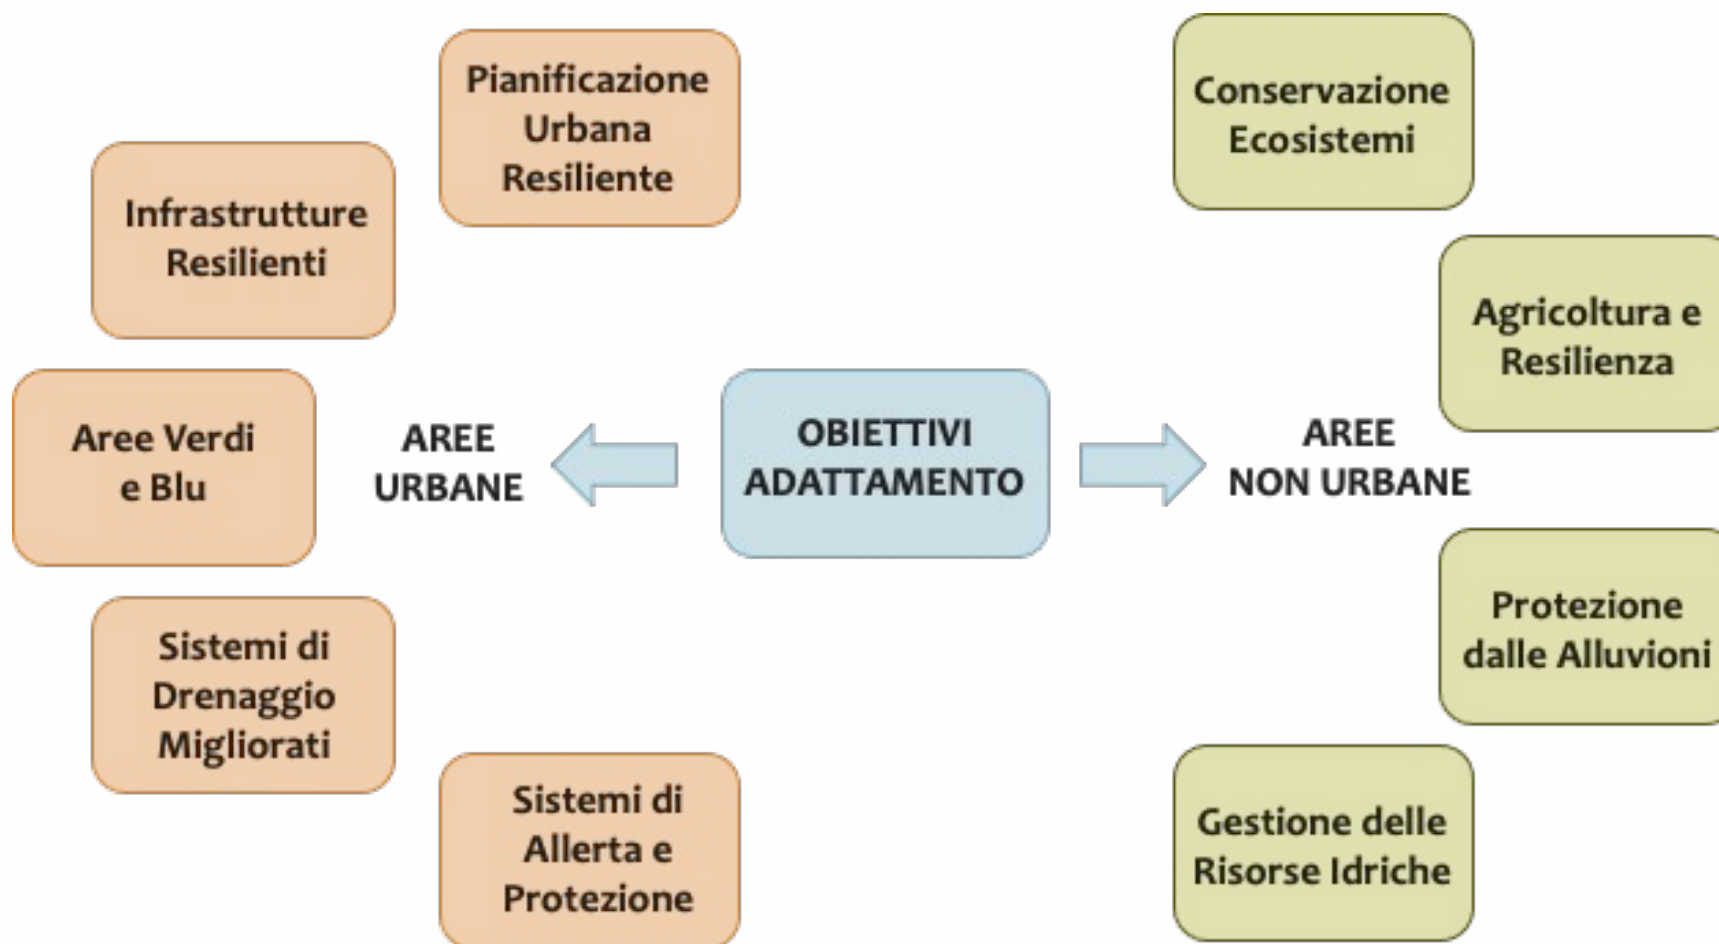 Pianificazione
Urbana
Resiliente
Infrastrutture
Resilienti
Aree Verdi
e Blu
Sistemi di
Drenaggio
Migliorati
Sistemi di
Allerta e
Protezione
AREE
URBANE
OBIETTIVI
ADATTAMENTO
AREE
NON URBANE
Conservazione
Ecosistemi
Agricoltura e
Resilienza
Protezione
dalle Alluvioni
Gestione delle
Risorse Idriche